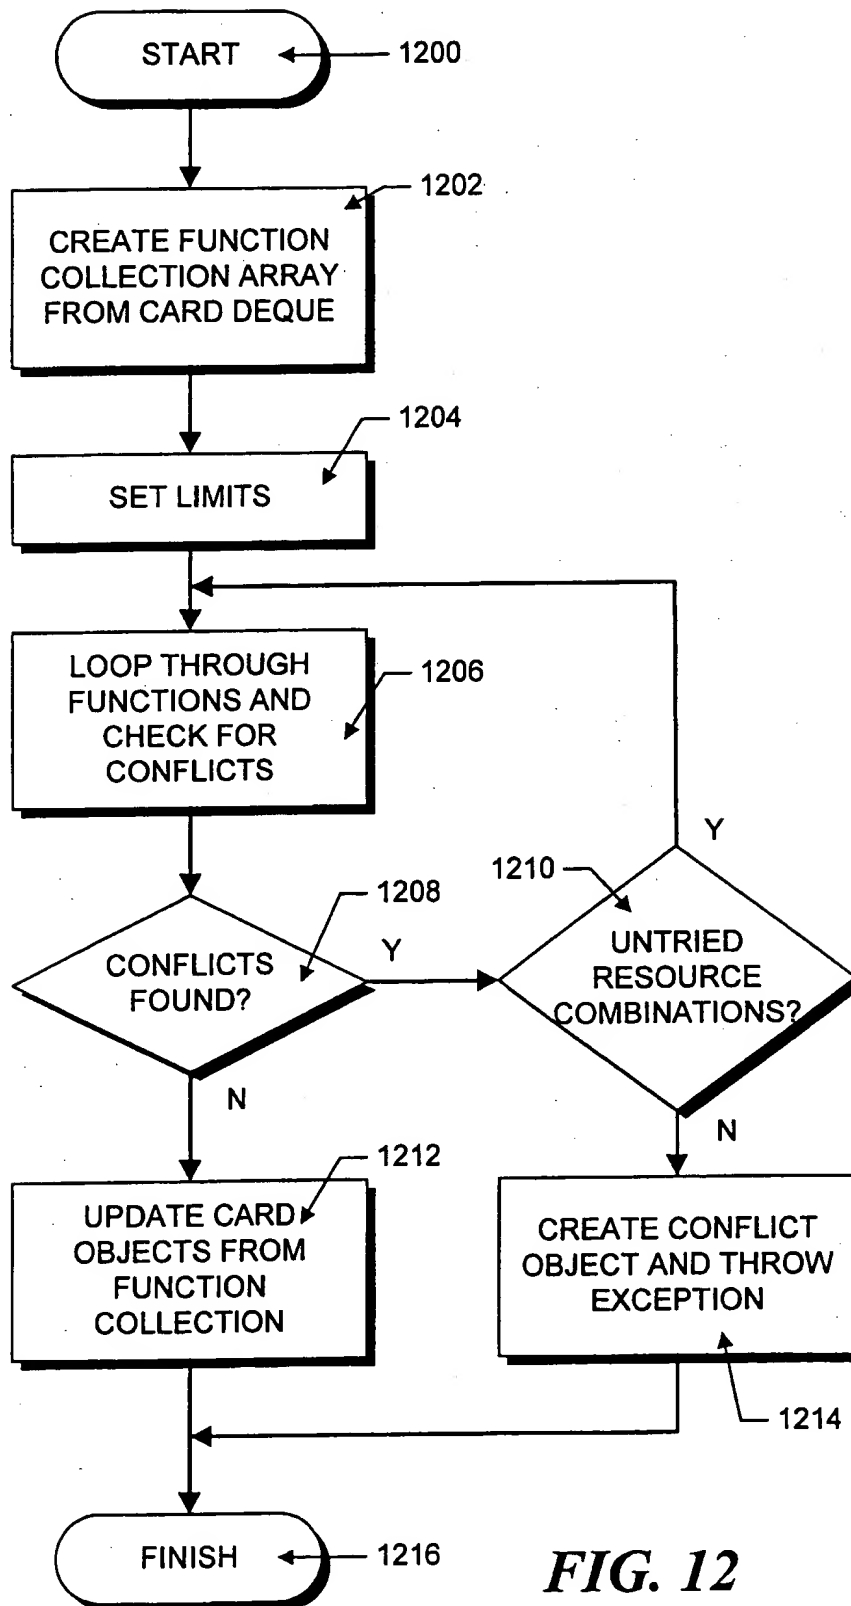 START
1200
1202
CREATE FUNCTION
COLLECTION ARRAY
FROM CARD DEQUE
1204
SET LIMITS
LOOP THROUGH
FUNCTIONS AND
CHECK FOR
CONFLICTS
1206
Y
1210
1208
CONFLICTS
FOUND?
Y
UNTRIED
RESOURCE
COMBINATIONS?
N
N
1212
UPDATE CARD
OBJECTS FROM
FUNCTION
COLLECTION
CREATE CONFLICT
OBJECT AND THROW
EXCEPTION
1214
FINISH
1216
FIG. 12